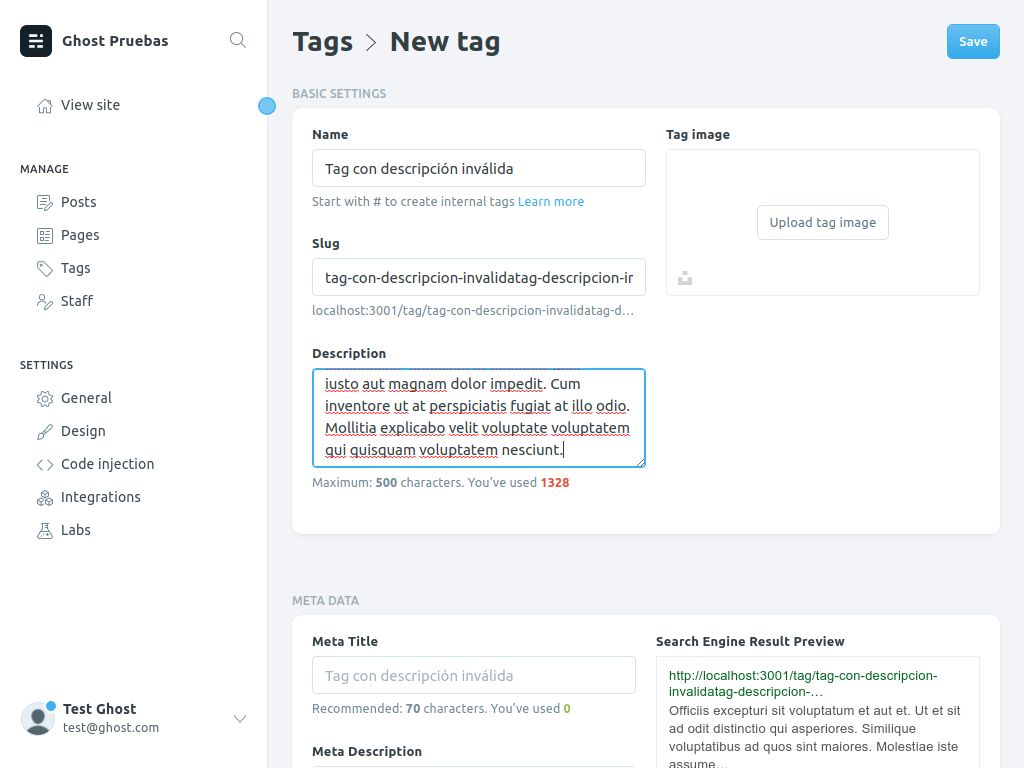 Ghost Pruebas
View site
MANAGE
Posts
Pages
Tags
Staff
SETTINGS
General
Design
Code injection
Integrations
Labs
Test Ghost
test@ghost.com
Tags > New tag
Save
BASIC SETTINGS
Name
Tag con descripción inválida
Start with # to create internal tags Learn more
Slug
tag-con-descripcion-invalidatag-descripcion-ir
localhost:3001/tag/tag-con-descripcion-invalidatag-d…
Description
iusto aut magnam dolor impedit. Cum
inventore ut at perspiciatis fugiat at illo odio.
Mollitia explicabo velit voluptate voluptatem
qui quisquam voluptatem nesciunt.
Maximum: 500 characters. You’ve used 1328
Tag image
Upload tag image
META DATA
Meta Title
Tag con descripción inválida
Recommended: 70 characters. You’ve used 0
Meta Description
Search Engine Result Preview
http://localhost:3001/tag/tag-con-descripcion-
invalidatag-descripcion-…
Officiis excepturi sit voluptatum et aut et. Ut et sit
ad odit distinctio qui asperiores. Similique
voluptatibus ad quos sint maiores. Molestiae iste
assume…